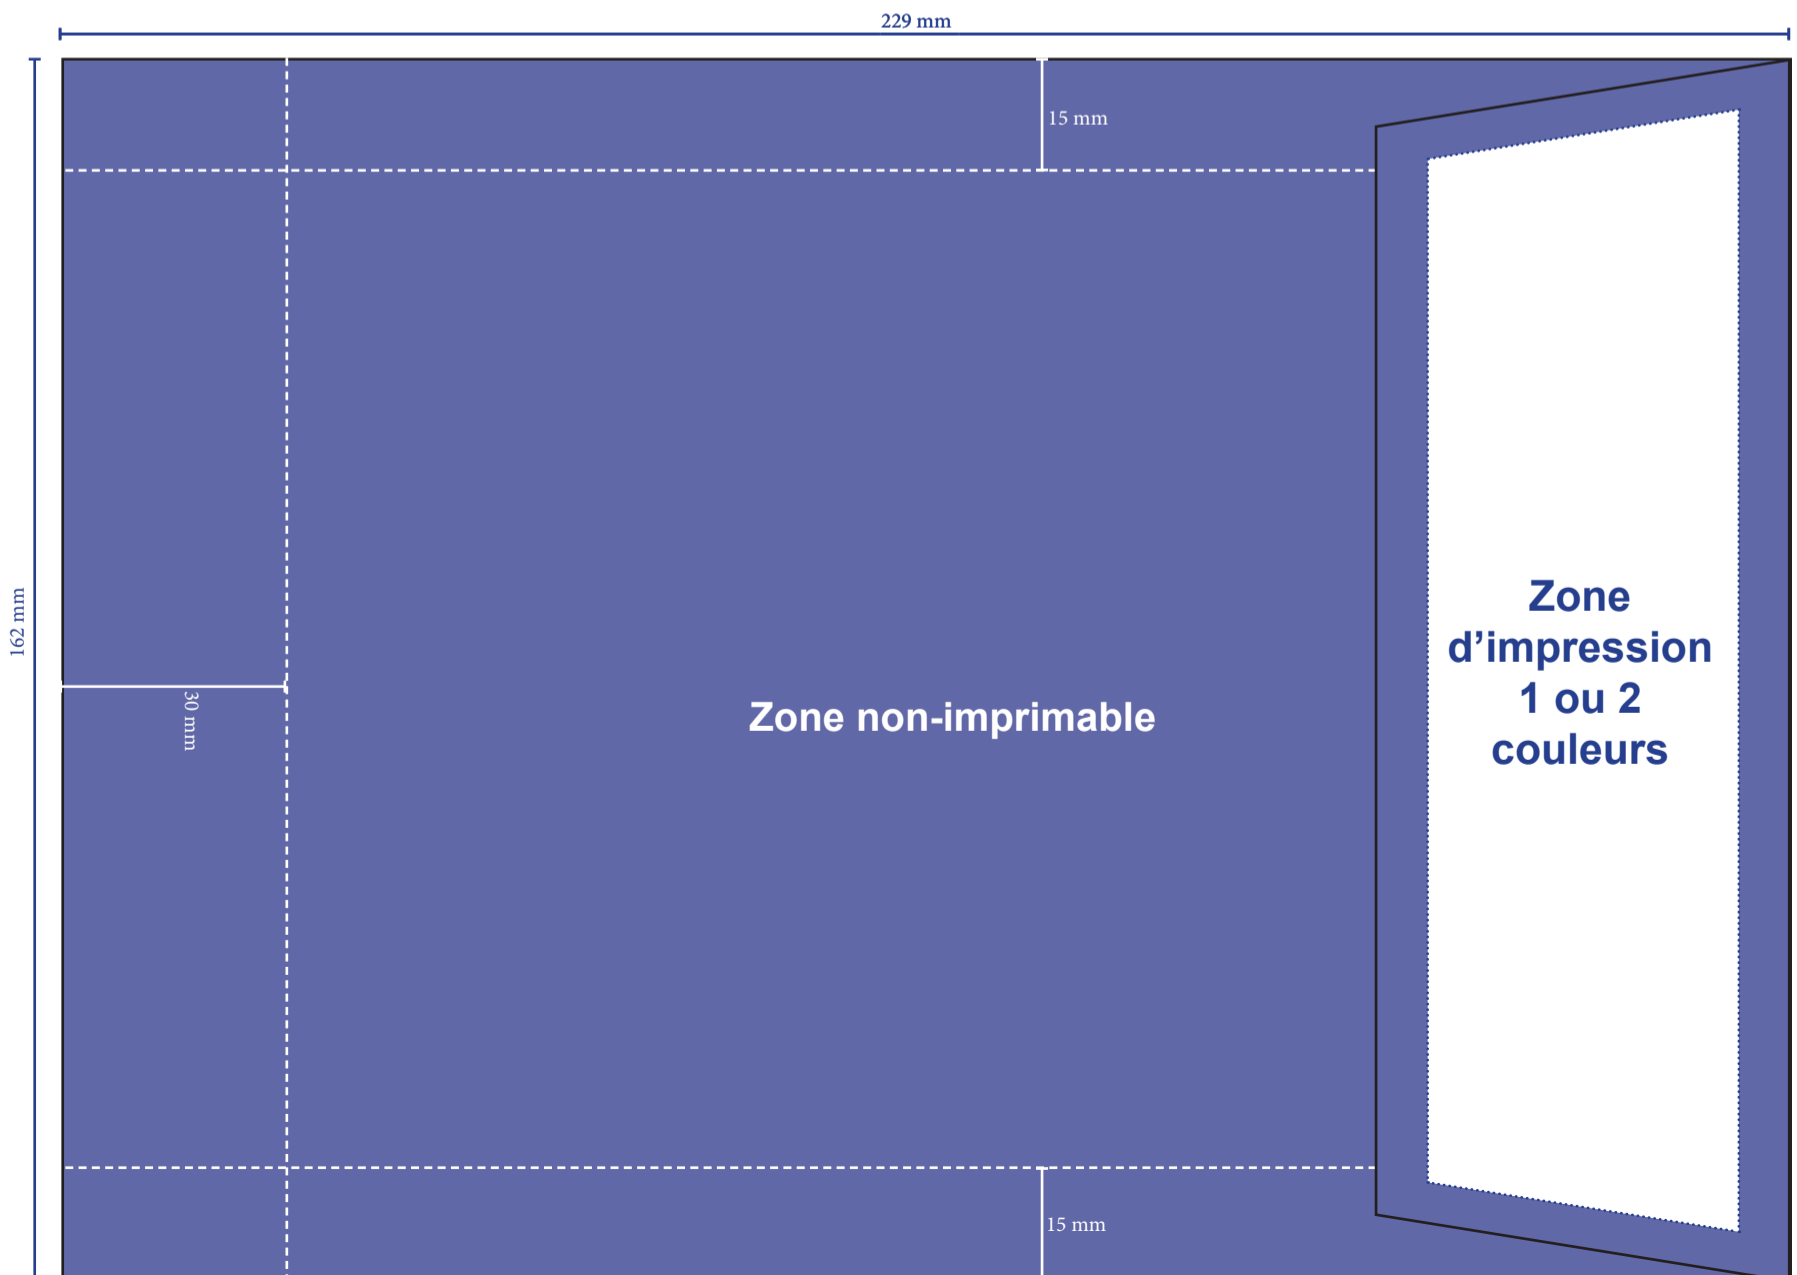 229 mm
15 mm
162 mm
30 mm
Zone non-imprimable
Zone
d’impression
1 ou 2
couleurs
15 mm